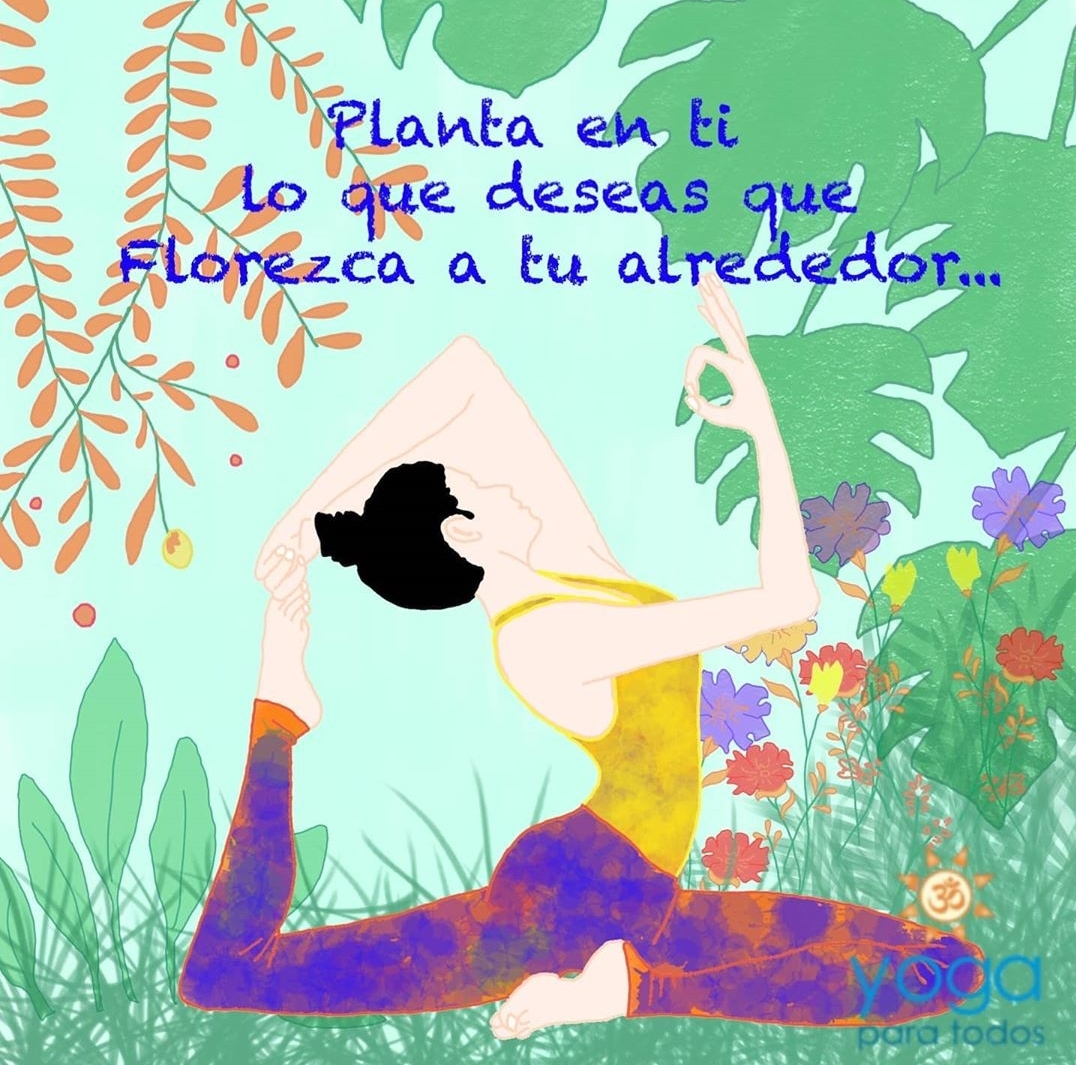 Planta en ti
lo que deseas que
Florezca a tu alrededor...
ॐ
yoga
para todos